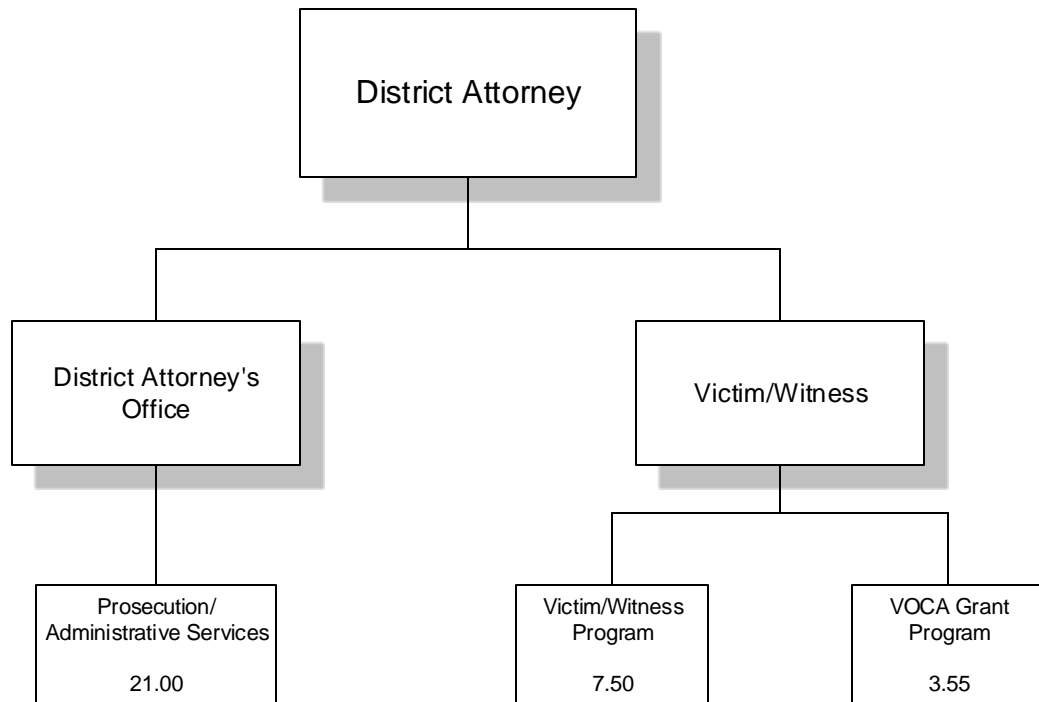 District Attorney
District Attorney's
Office
Victim/Witness
Prosecution/
Administrative Services
21.00
Victim/Witness
Program
7.50
VOCA Grant
Program
3.55